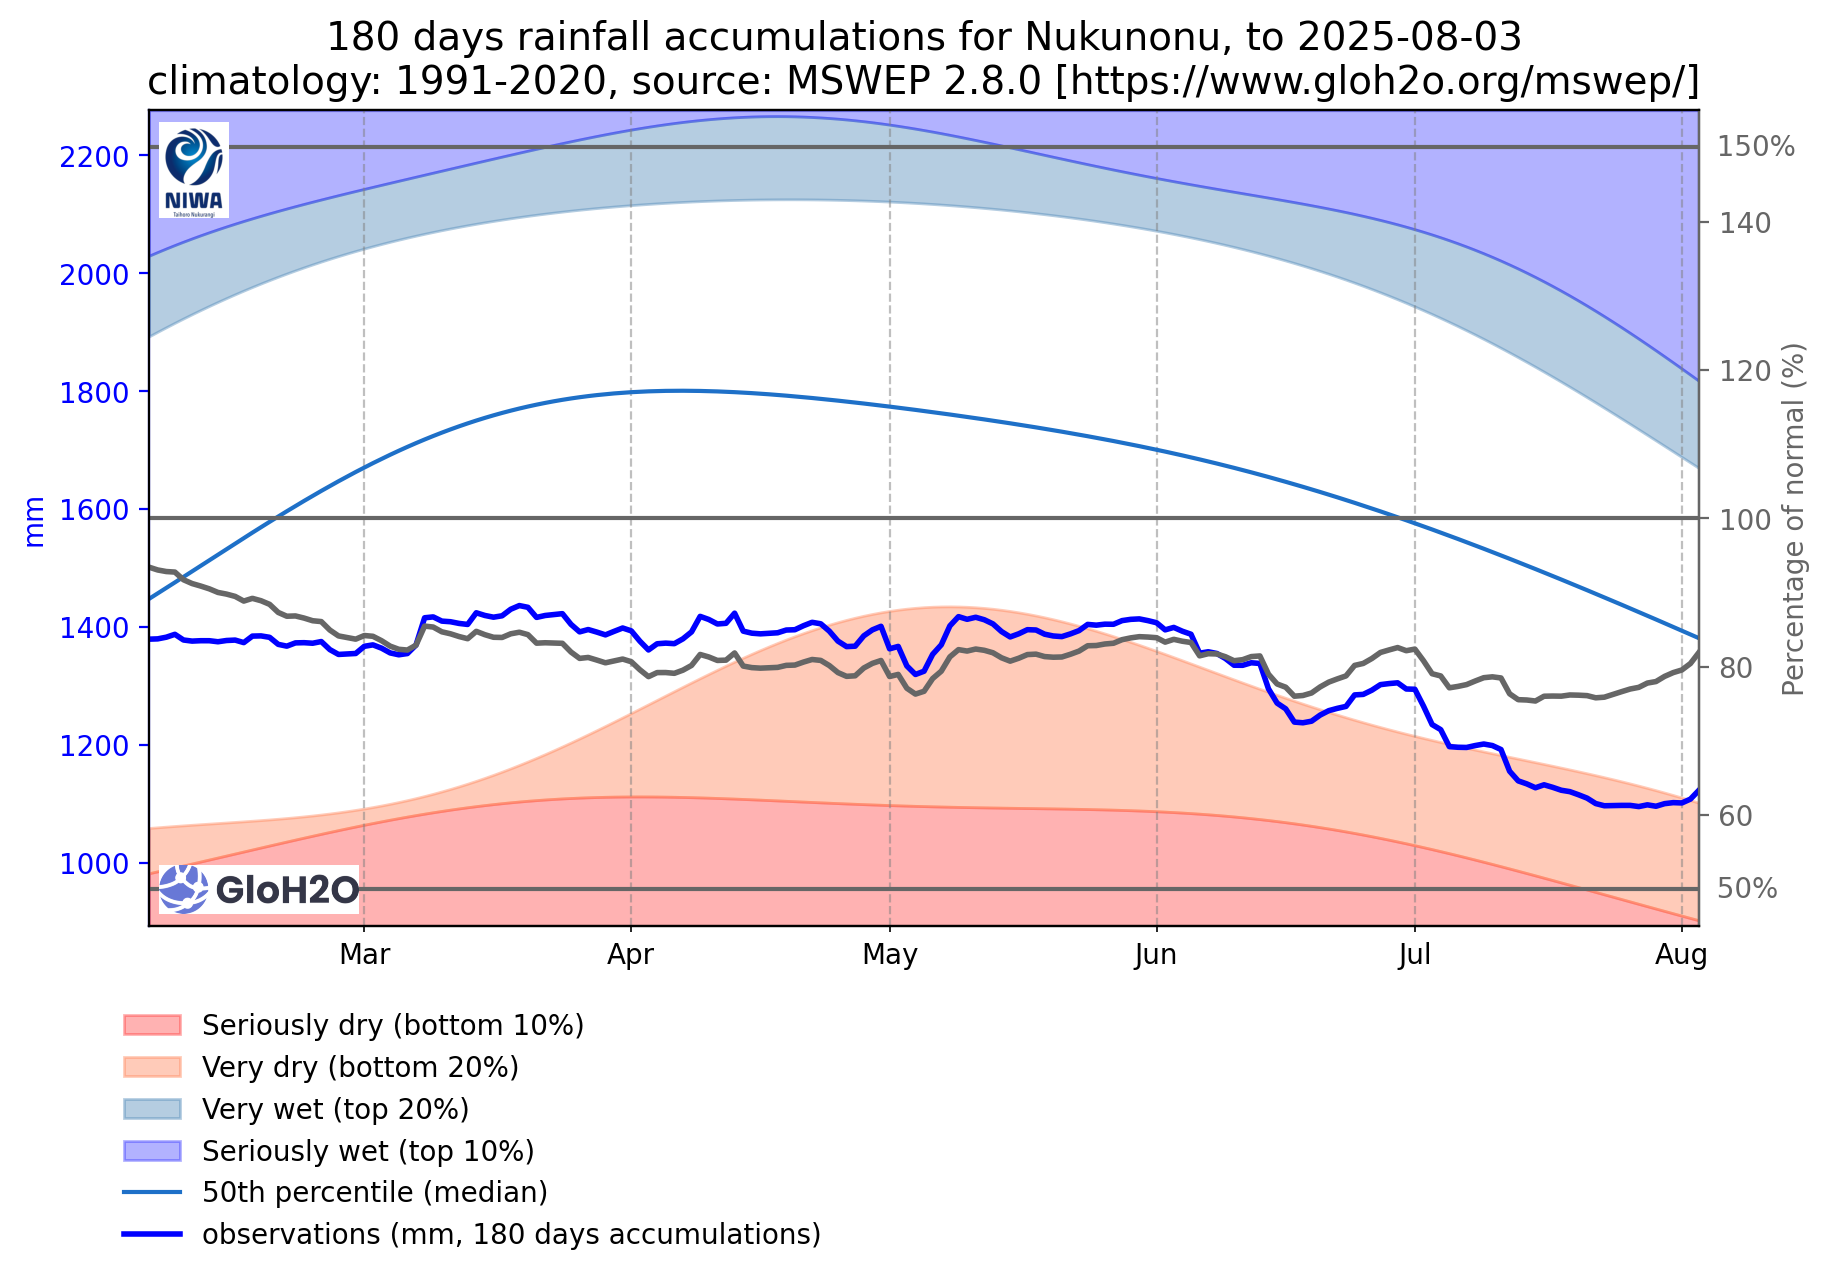 180 days rainfall accumulations for Nukunonu, to 2025-08-03
climatology: 1991-2020, source: MSWEP 2.8.0 [https://www.gloh2o.org/mswep/]
NIWA
Taihoro Nukurangi
2200
2000
1800
1600
1400
1200
1000
mm
150%
140
120
100
80
60
50%
Percentage of normal (%)
GloH2O
Mar
Apr
May
Jun
Jul
Aug
Seriously dry (bottom 10%)
Very dry (bottom 20%)
Very wet (top 20%)
Seriously wet (top 10%)
50th percentile (median)
observations (mm, 180 days accumulations)